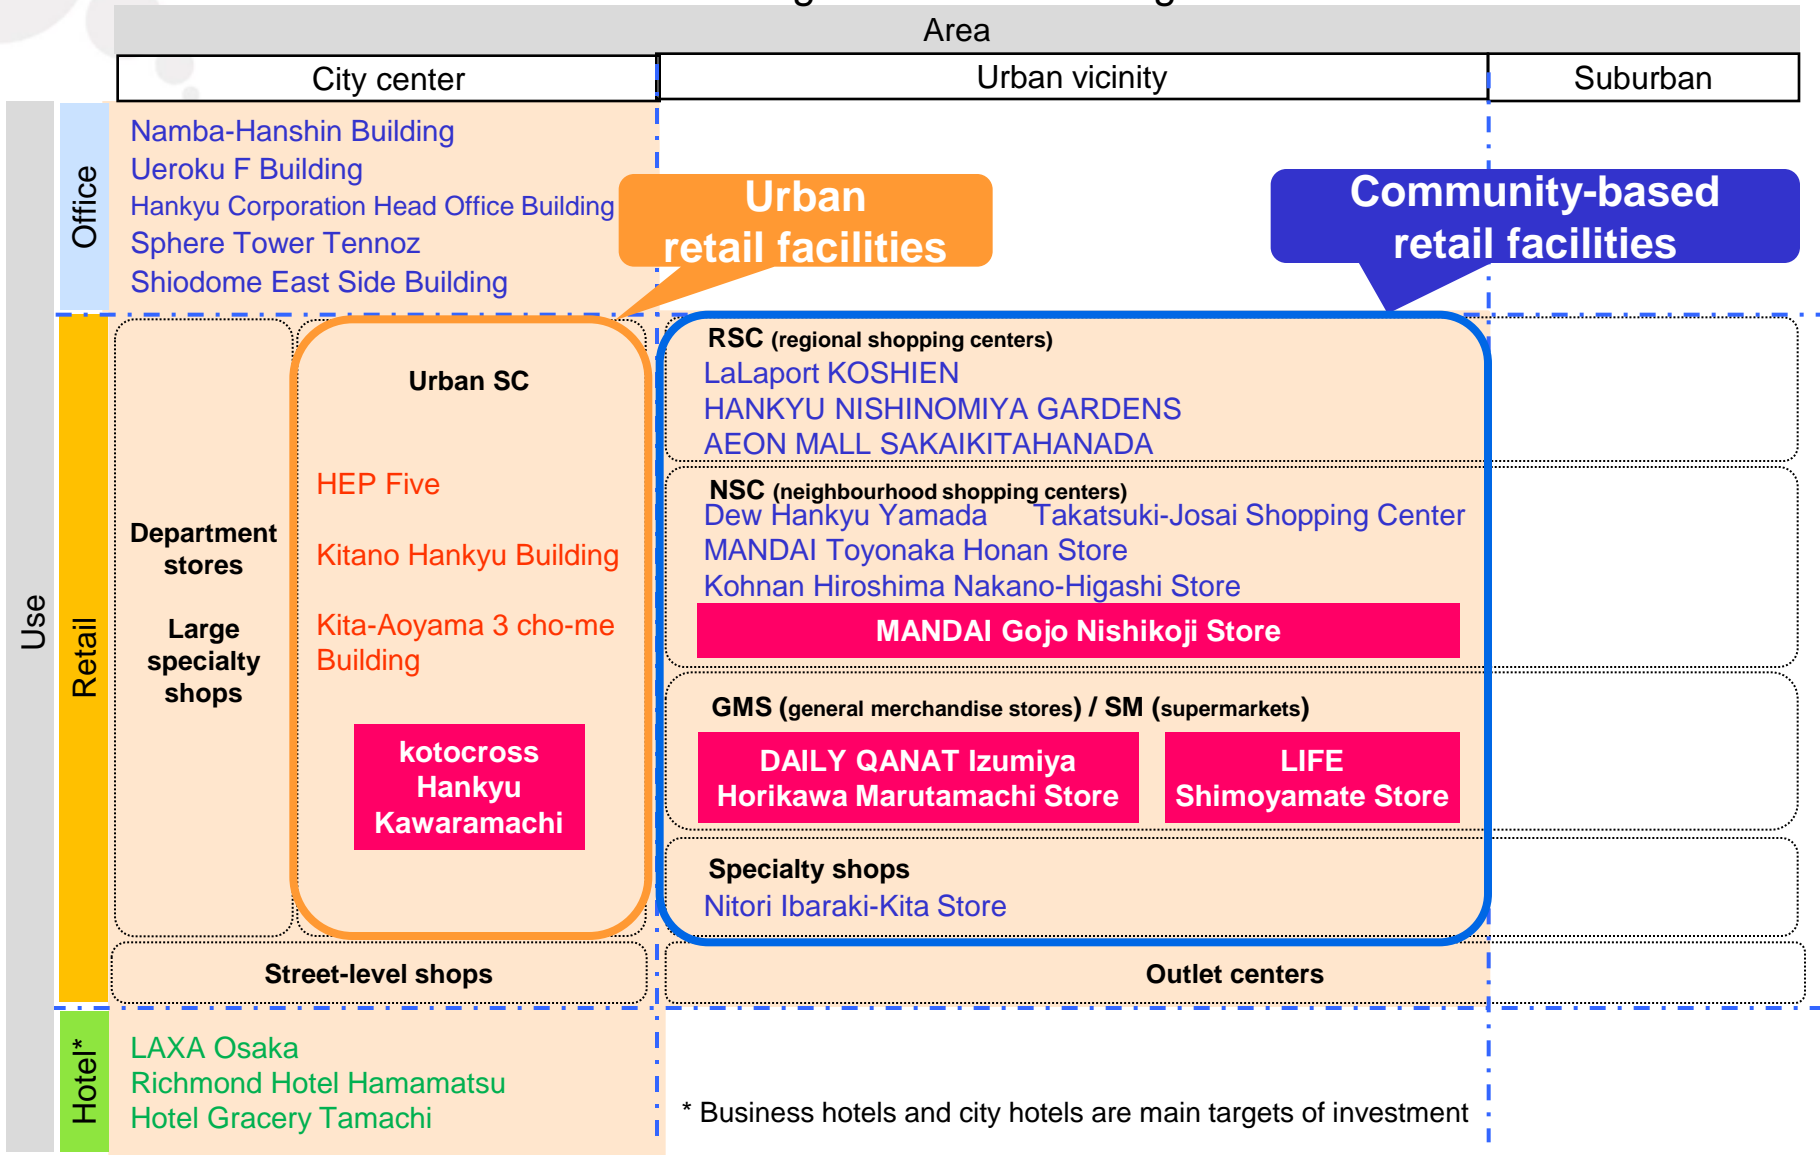 Area
City center
Urban vicinity
Suburban
Use
Office
Namba-Hanshin Building
Ueroku F Building
Hankyu Corporation Head Office Building
Sphere Tower Tennoz
Shiodome East Side Building
Urban
retail facilities
Community-based
retail facilities
Retail
Department
stores
Large
specialty
shops
Urban SC
HEP Five
Kitano Hankyu Building
Kita-Aoyama 3 cho-me
Building
kotocross
Hankyu
Kawaramachi
RSC (regional shopping centers)
LaLaport KOSHIEN
HANKYU NISHINOMIYA GARDENS
AEON MALL SAKAIKITAHANADA
NSC (neighbourhood shopping centers)
Dew Hankyu Yamada Takatsuki-Josai Shopping Center
MANDAI Toyonaka Honan Store
Kohnan Hiroshima Nakano-Higashi Store
MANDAI Gojo Nishikoji Store
GMS (general merchandise stores) / SM (supermarkets)
DAILY QANAT Izumiya
Horikawa Marutamachi Store
LIFE
Shimoyamate Store
Specialty shops
Nitori Ibaraki-Kita Store
Street-level shops
Outlet centers
Hotel*
LAXA Osaka
Richmond Hotel Hamamatsu
Hotel Gracery Tamachi
* Business hotels and city hotels are main targets of investment